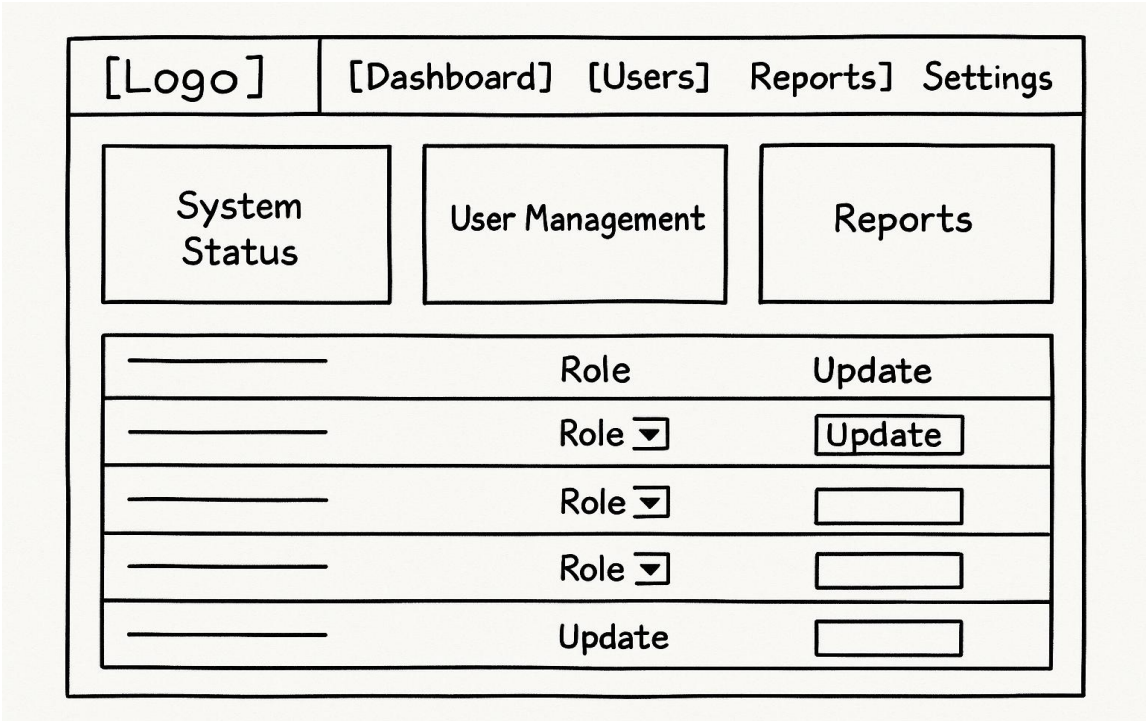 [Logo] [Dashboard] [Users] Reports] Settings
System
Status
User Management
Reports
Role Update
Role Update
Role
Role
Update